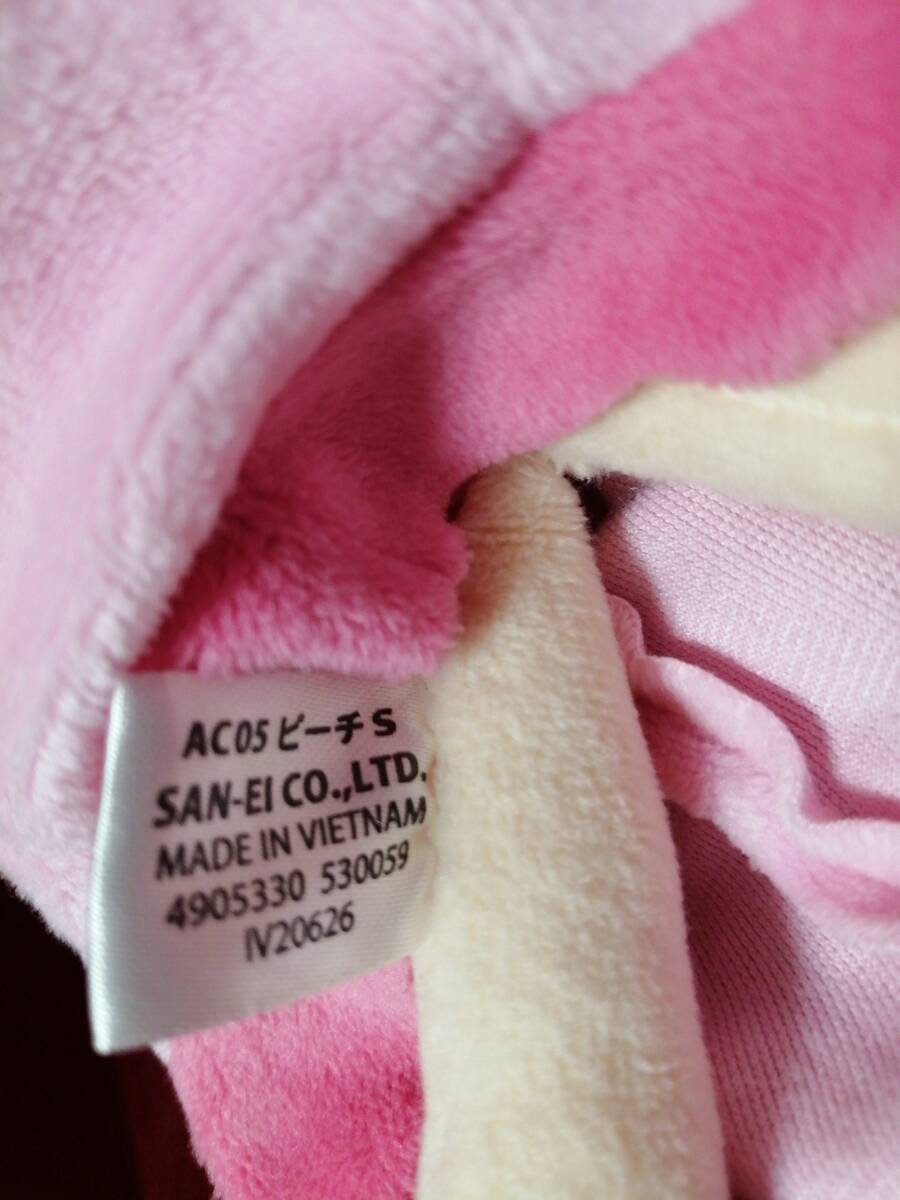 AC05 ピーチ S
SAN-EI CO.,LTD.
MADE IN VIETNAM
4905330 530059
IV20626